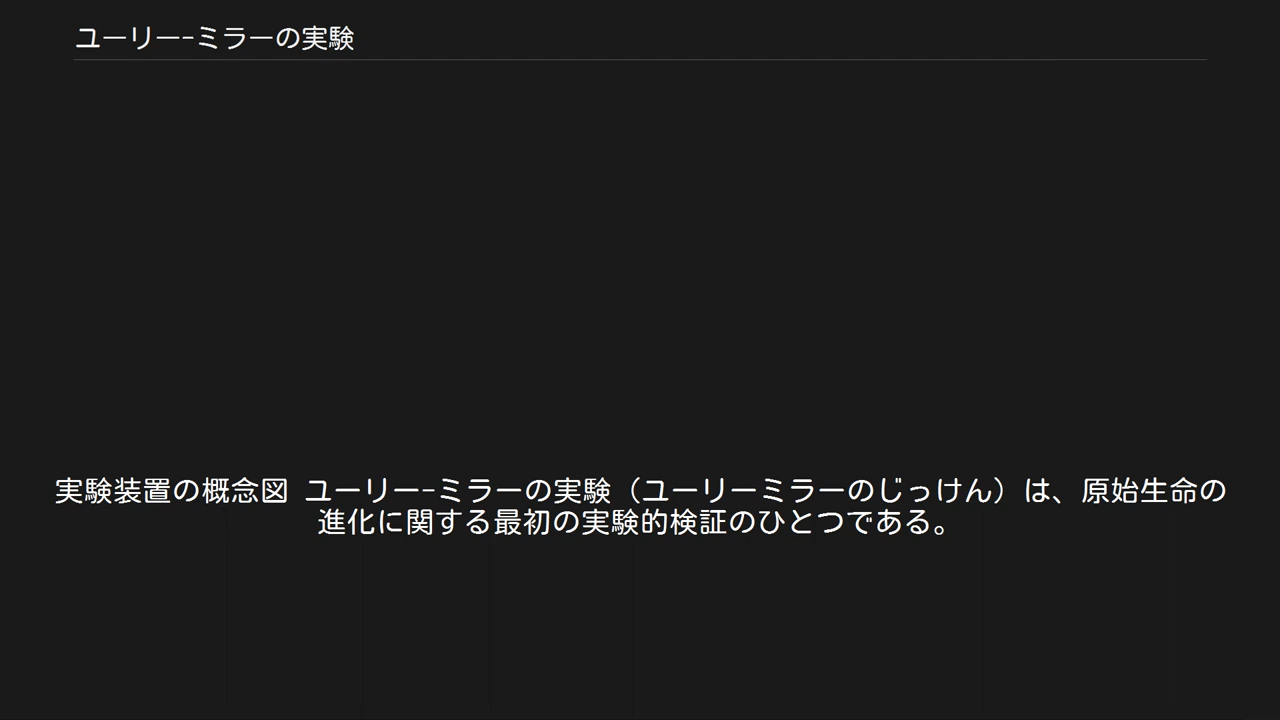 ユーリー-ミラーの実験
実験装置の概念図 ユーリー-ミラーの実験（ユーリーミラーのじっけん）は、原始生命の
進化に関する最初の実験的検証のひとつである。